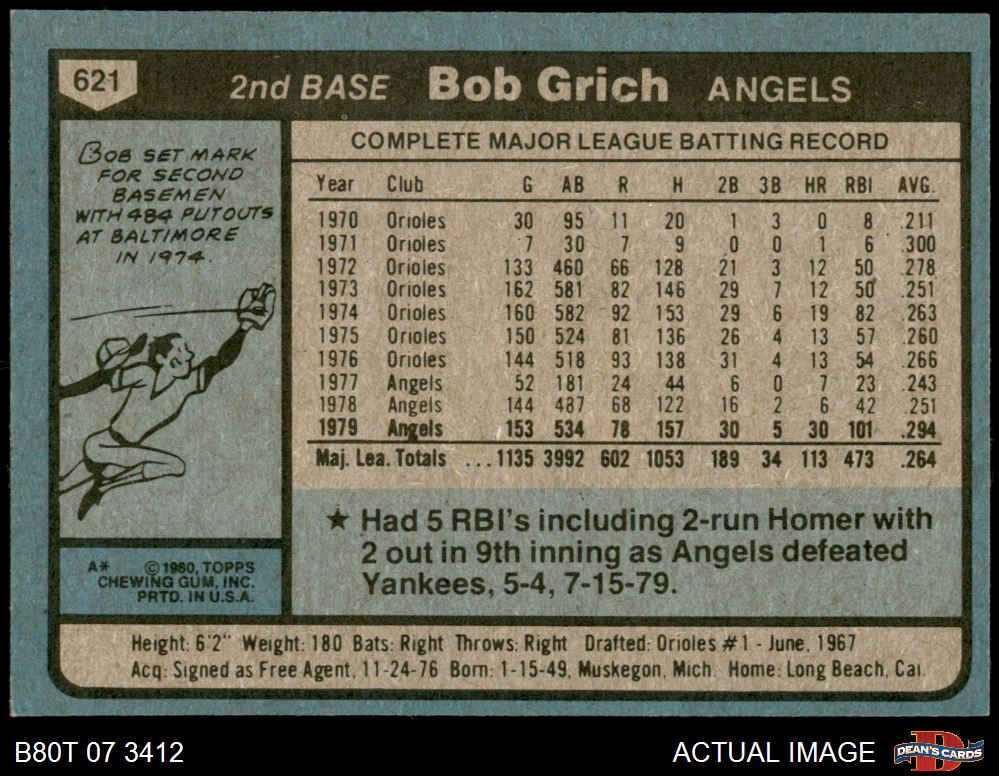 621 2nd BASE Bob Grich ANGELS
BOB SET MARK
FOR SECOND
BASEMEN
WITH 484 PUTOUTS
AT BALTIMORE
IN 1974.
COMPLETE MAJOR LEAGUE BATTING RECORD
Year Club G AB R H 2B 3B HR RBI AVG.
1970 Orioles 30 95 11 20 1 3 0 8 .211
1971 Orioles 7 30 7 9 0 0 1 6 .300
1972 Orioles 133 460 66 128 21 3 12 50 .278
1973 Orioles 162 581 82 146 29 7 12 50 .251
1974 Orioles 160 582 92 153 29 6 19 82 .263
1975 Orioles 150 524 81 136 26 4 13 57 .260
1976 Orioles 144 518 93 138 31 4 13 54 .266
1977 Angels 52 181 24 44 6 0 7 23 .243
1978 Angels 144 487 68 122 16 2 6 42 .251
1979 Angels 153 534 78 157 30 5 30 101 .294
Maj. Lea. Totals ...1135 3992 602 1053 189 34 113 473 .264
★ Had 5 RBI's including 2-run Homer with
2 out in 9th inning as Angels defeated
Yankees, 5-4, 7-15-79.
A* ©1980, TOPPS
CHEWING GUM, INC.
PRTD. IN U.S.A.
Height: 6'2" Weight: 180 Bats: Right Throws: Right Drafted: Orioles #1 - June, 1967
Acq: Signed as Free Agent, 11-24-76 Born: 1-15-49, Muskegon, Mich. Home: Long Beach, Cal.
B80T 07 3412 ACTUAL IMAGE DEAN'S CARDS